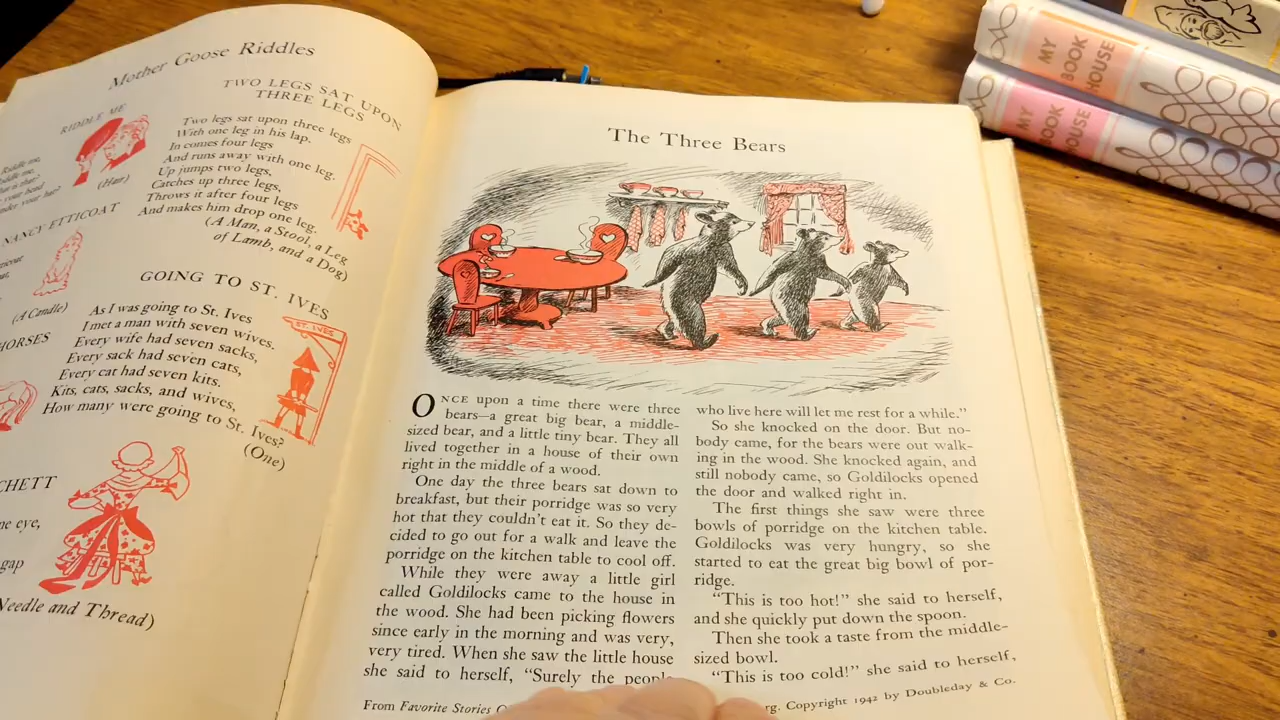 Mother Goose Riddles
RIDDLE ME
Riddle me,
(Hair)
NANCY ETTICOAT
(A Candle)
HORSES
CHETT
ne eye,
gap
Needle and Thread)
TWO LEGS SAT UPON
THREE LEGS
Two legs sat upon three legs
With one leg in his lap.
In comes four legs
And runs away with one leg.
Up jumps two legs,
Catches up three legs,
Throws it after four legs
And makes him drop one leg.
(A Man, a Stool, a Leg
of Lamb, and a Dog)
GOING TO ST. IVES
As I was going to St. Ives
I met a man with seven wives.
Every wife had seven sacks,
Every sack had seven cats,
Every cat had seven kits.
Kits, cats, sacks, and wives,
How many were going to St. Ives?
(One)
ST. IVES
The Three Bears
ONCE upon a time there were three
bears—a great big bear, a middle-
sized bear, and a little tiny bear. They all
lived together in a house of their own
right in the middle of a wood.
One day the three bears sat down to
breakfast, but their porridge was so very
hot that they couldn't eat it. So they de-
cided to go out for a walk and leave the
porridge on the kitchen table to cool off.
While they were away a little girl
called Goldilocks came to the house in
the wood. She had been picking flowers
since early in the morning and was very,
very tired. When she saw the little house
she said to herself, "Surely the people
who live here will let me rest for a while."
So she knocked on the door. But no-
body came, for the bears were out walk-
ing in the wood. She knocked again, and
still nobody came, so Goldilocks opened
the door and walked right in.
The first things she saw were three
bowls of porridge on the kitchen table.
Goldilocks was very hungry, so she
started to eat the great big bowl of por-
ridge.
"This is too hot!" she said to herself,
and she quickly put down the spoon.
Then she took a taste from the middle-
sized bowl.
"This is too cold!" she said to herself,
From Favorite Stories
rg. Copyright 1942 by Doubleday & Co.
MY
BOOK
HOUSE
MY
BOOK
HOUSE